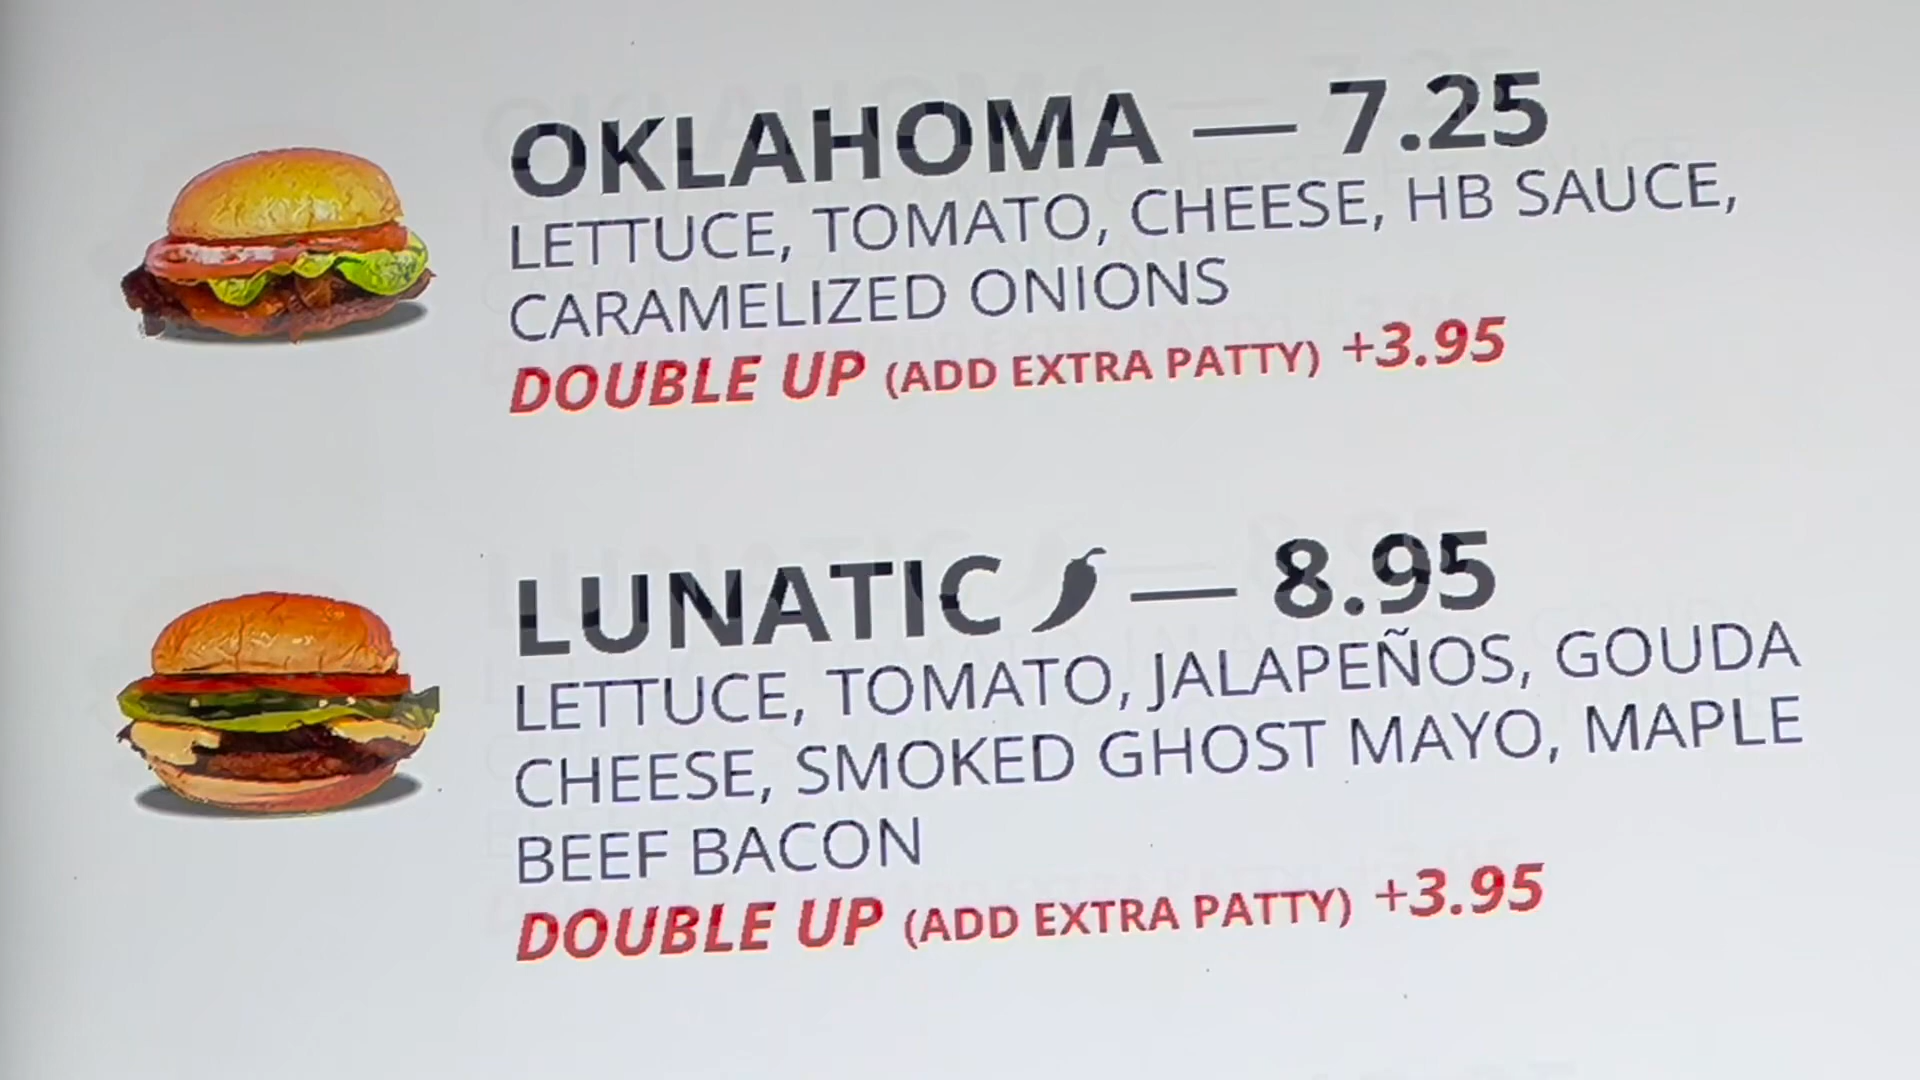 OKLAHOMA — 7.25
LETTUCE, TOMATO, CHEESE, HB SAUCE,
CARAMELIZED ONIONS
DOUBLE UP (ADD EXTRA PATTY) +3.95
LUNATIC — 8.95
LETTUCE, TOMATO, JALAPEÑOS, GOUDA
CHEESE, SMOKED GHOST MAYO, MAPLE
BEEF BACON
DOUBLE UP (ADD EXTRA PATTY) +3.95